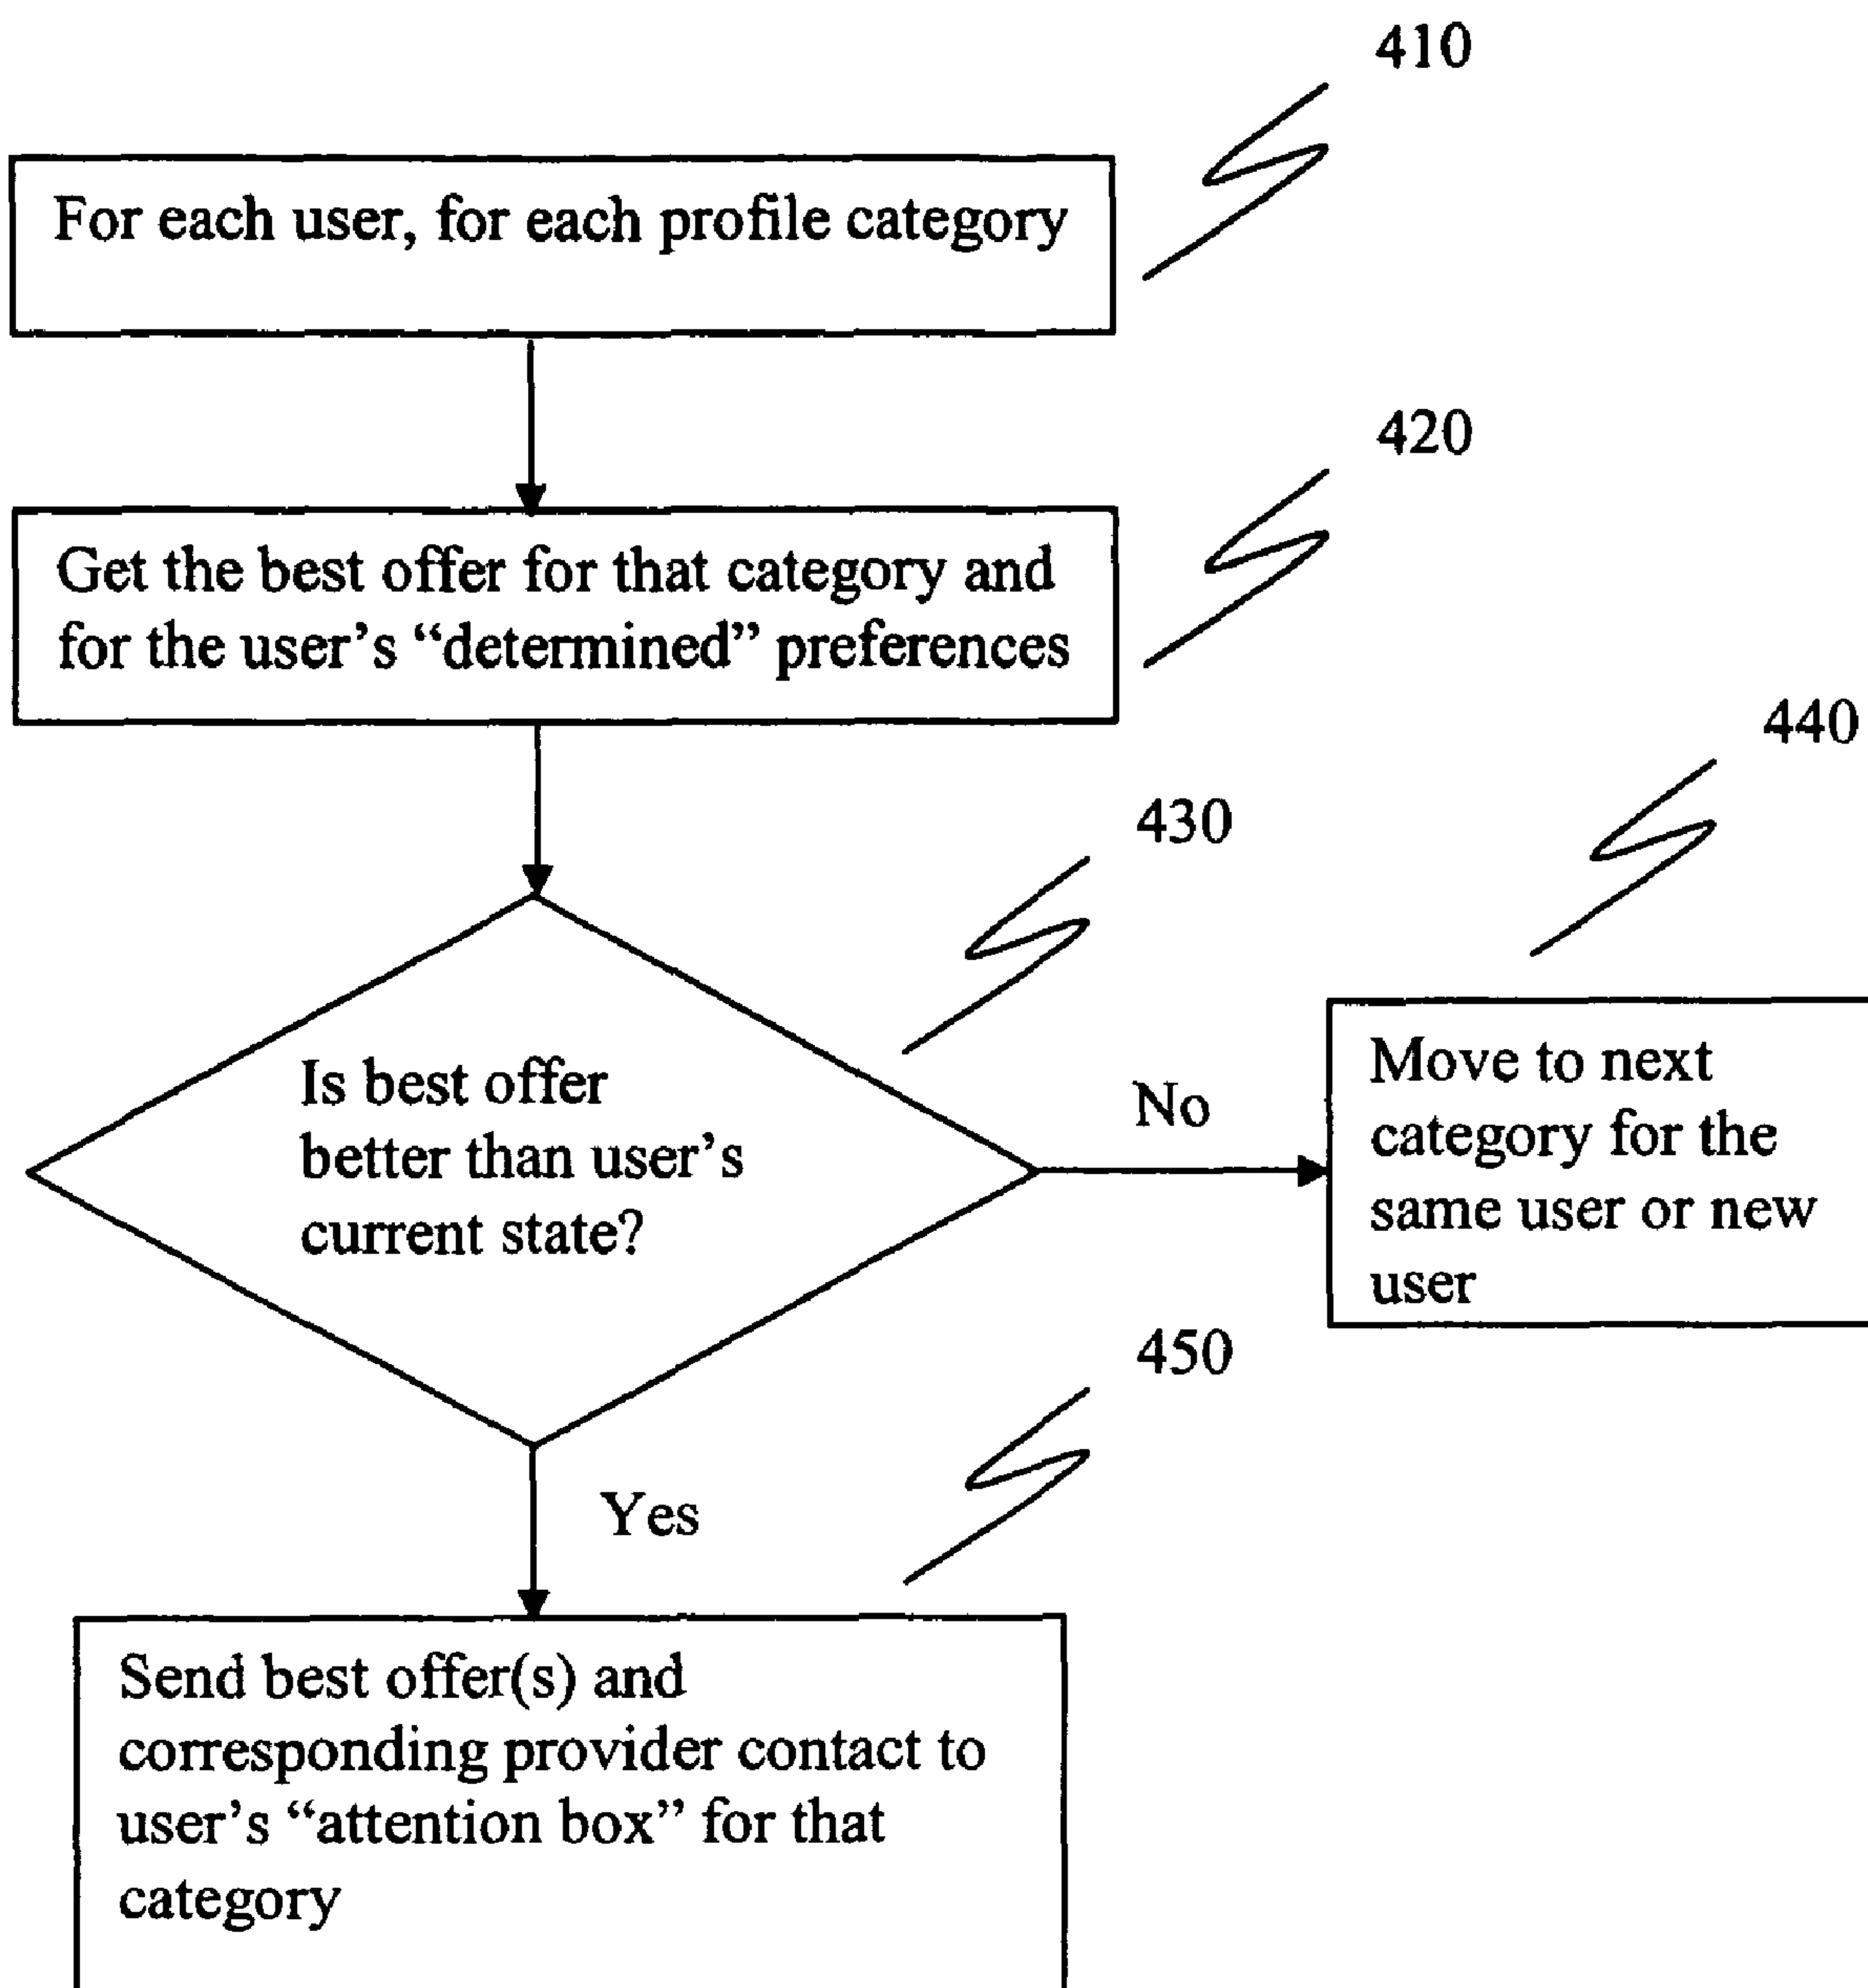 410
For each user, for each profile category
420
Get the best offer for that category and
for the user’s “determined” preferences
440
430
Is best offer
better than user’s
current state?
No
Move to next
category for the
same user or new
user
450
Yes
Send best offer(s) and
corresponding provider contact to
user’s “attention box” for that
category